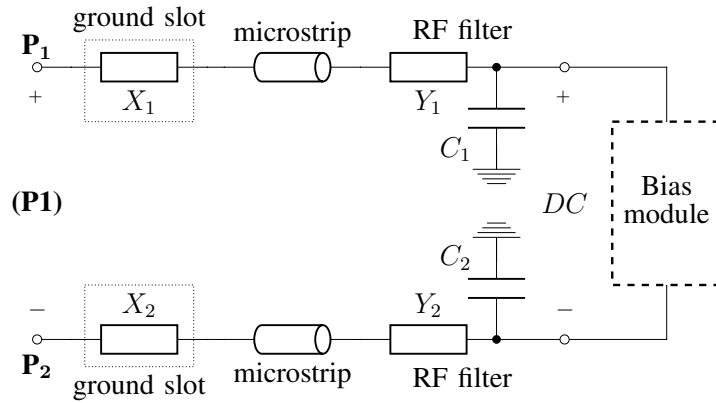 ground slot
microstrip
RF filter
P₁
+
X₁
Y₁
+
C₁
(P1)
DC
Bias
module
C₂
−
X₂
Y₂
−
P₂
ground slot
microstrip
RF filter